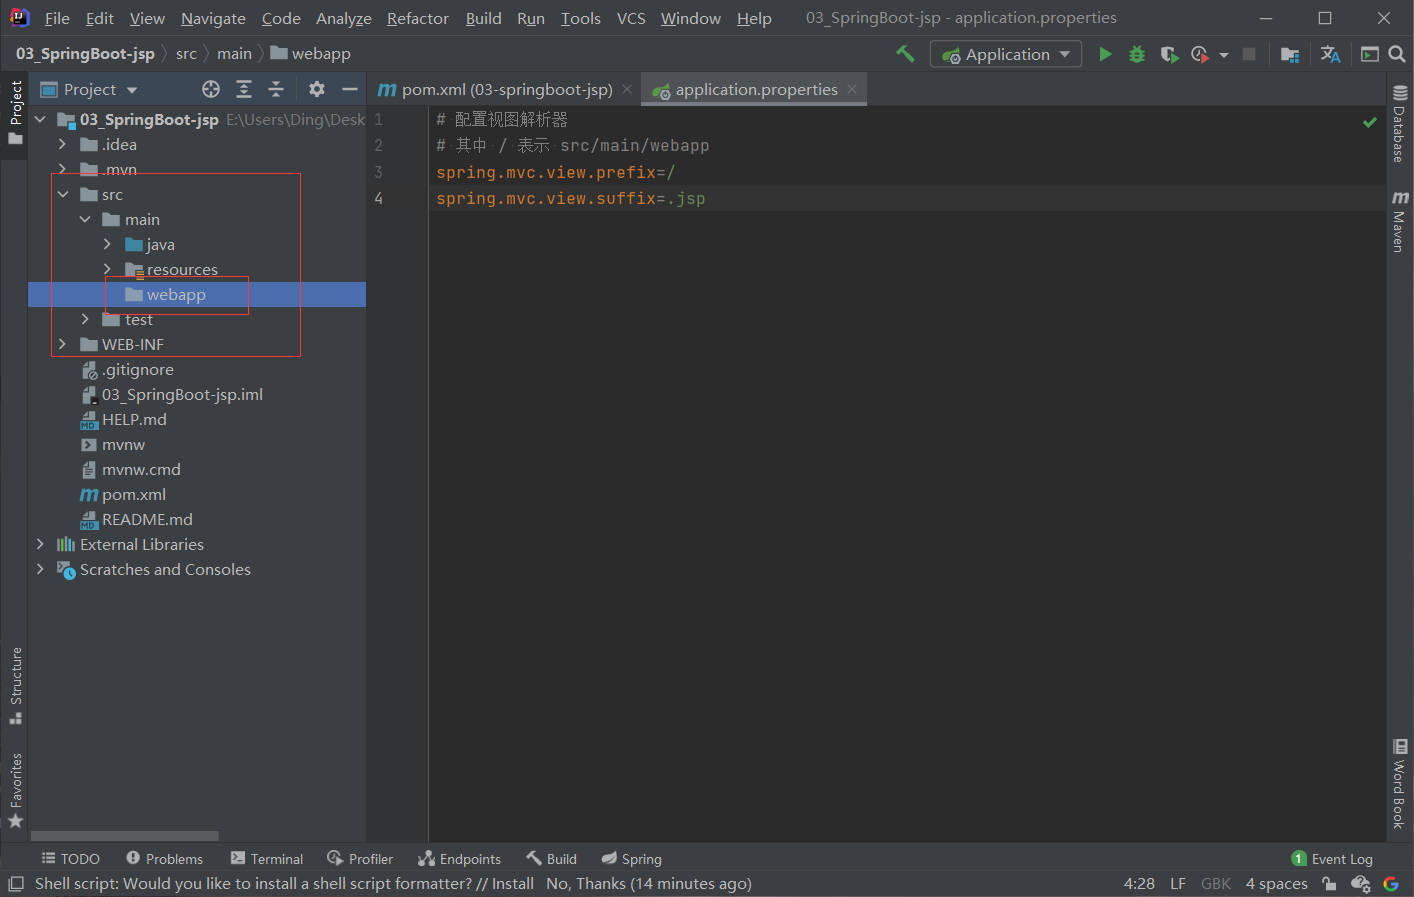 File Edit View Navigate Code Analyze Refactor Build Run Tools VCS Window Help 03_SpringBoot-jsp - application.properties
03_SpringBoot-jsp src main webapp Application
Project
Project
03_SpringBoot-jsp E:\Users\Ding\Desk
.idea
.mvn
src
main
java
resources
webapp
test
WEB-INF
.gitignore
03_SpringBoot-jsp.iml
HELP.md
mvnw
mvnw.cmd
pom.xml
README.md
External Libraries
Scratches and Consoles
Structure
Favorites
pom.xml (03-springboot-jsp) application.properties
1 # 配置视图解析器
2 # 其中 / 表示 src/main/webapp
3 spring.mvc.view.prefix=/
4 spring.mvc.view.suffix=.jsp
Database
Maven
Word Book
TODO Problems Terminal Profiler Endpoints Build Spring 1 Event Log
Shell script: Would you like to install a shell script formatter? // Install No, Thanks (14 minutes ago) 4:28 LF GBK 4 spaces